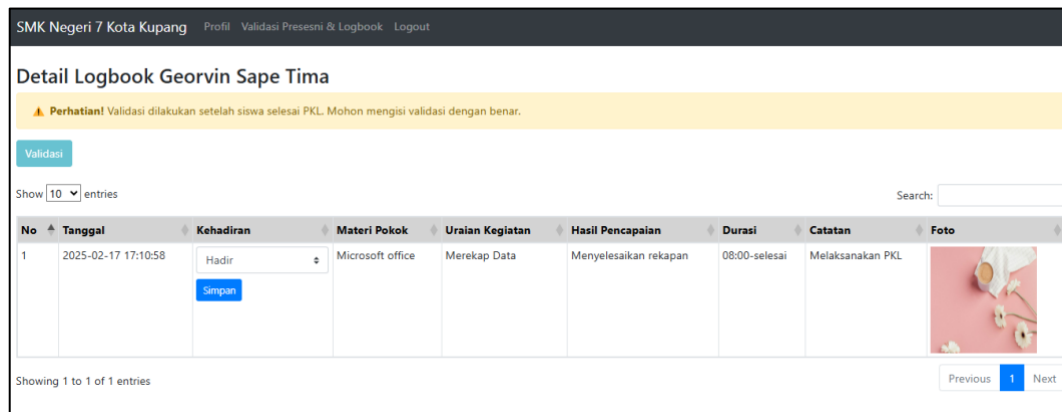 SMK Negeri 7 Kota Kupang Profil Validasi Presesni & Logbook Logout
Detail Logbook Georvin Sape Tima
Perhatian! Validasi dilakukan setelah siswa selesai PKL. Mohon mengisi validasi dengan benar.
Validasi
Show 10 entries
Search:
No Tanggal Kehadiran Materi Pokok Uraian Kegiatan Hasil Pencapaian Durasi Catatan Foto
1 2025-02-17 17:10:58 Hadir Microsoft office Merekap Data Menyelesaikan rekapan 08:00-selesai Melaksanakan PKL
Simpan
Showing 1 to 1 of 1 entries
Previous 1 Next